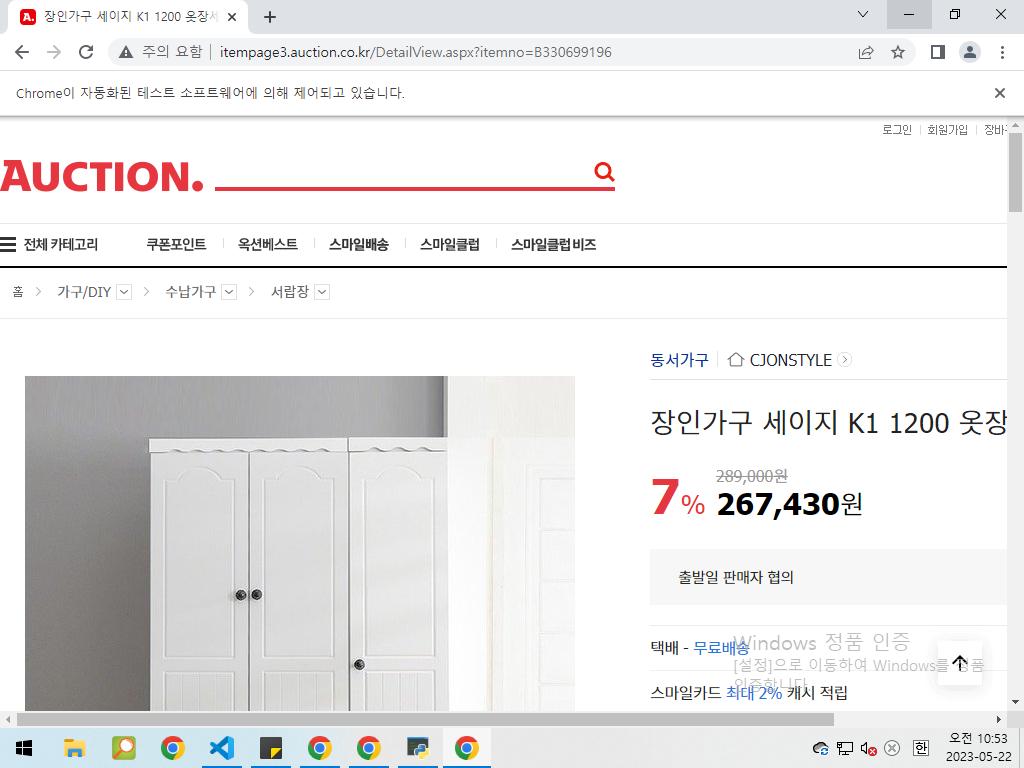 장인가구 세이지 K1 1200 옷장세
주의 요함 itempage3.auction.co.kr/DetailView.aspx?itemno=B330699196
Chrome이 자동화된 테스트 소프트웨어에 의해 제어되고 있습니다.
로그인 회원가입 장바구
AUCTION.
전체 카테고리 쿠폰포인트 옥션베스트 스마일배송 스마일클럽 스마일클럽 비즈
홈 가구/DIY 수납가구 서랍장
동서가구 CJONSTYLE
장인가구 세이지 K1 1200 옷장
289,000원
7% 267,430원
출발일 판매자 협의
택배 - 무료배송
스마일카드 최대 2% 캐시 적립
Windows 정품 인증
[설정]으로 이동하여 Windows를 정품
인증합니다.
한
오전 10:53
2023-05-22